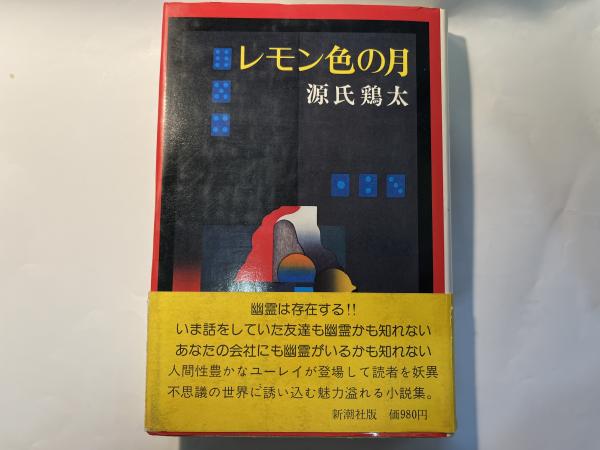 レモン色の月
源氏鶏太
幽霊は存在する!!
いま話をしていた友達も幽霊かも知れない
あなたの会社にも幽霊がいるかも知れない
人間性豊かなユーレイが登場して読者を妖異
不思議の世界に誘い込む魅力溢れる小説集。
新潮社版 価980円